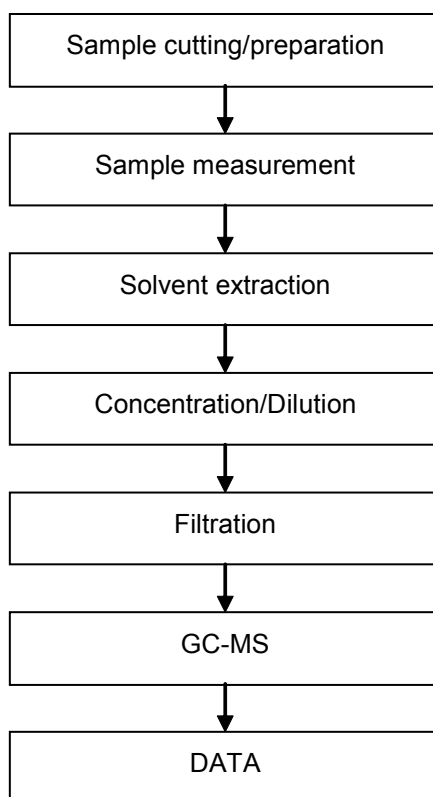 Sample cutting/preparation
Sample measurement
Solvent extraction
Concentration/Dilution
Filtration
GC-MS
DATA